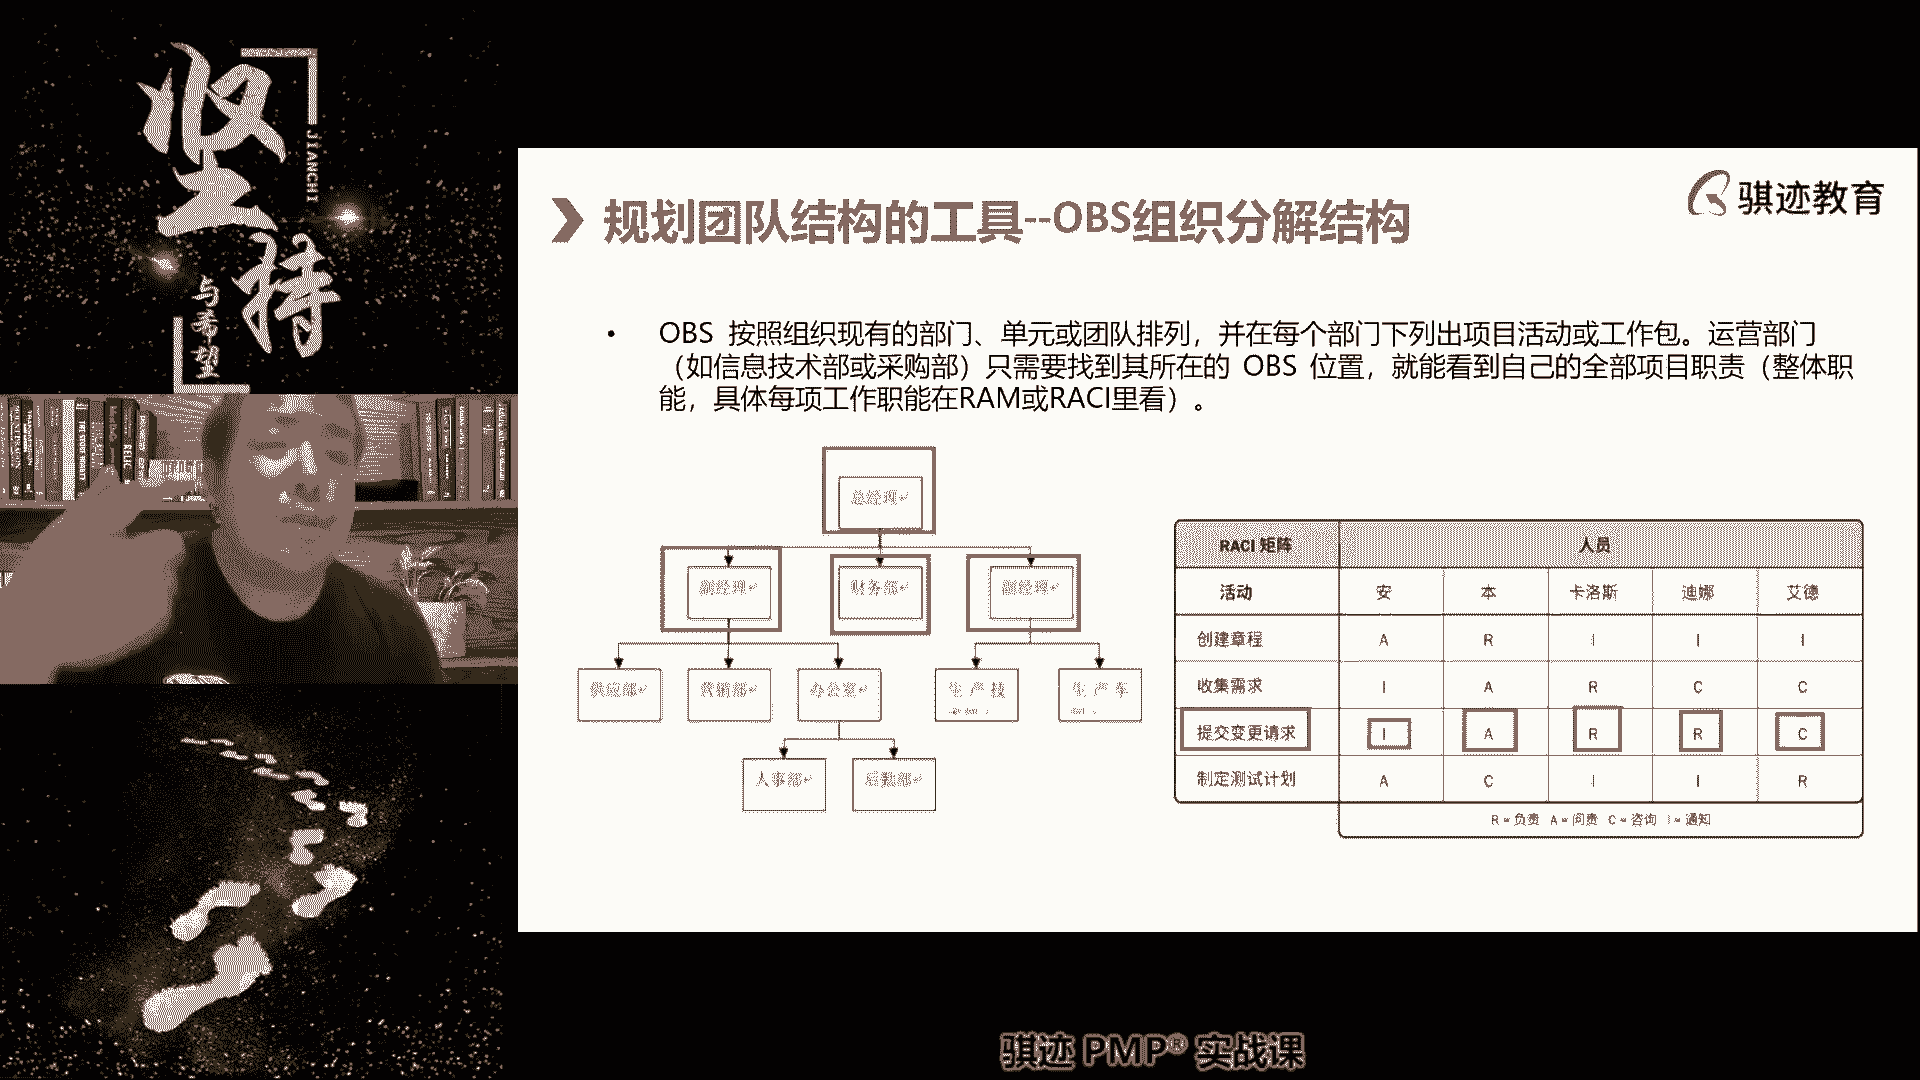 坚持
JIANCHI
与希望
RELIC
骐迹教育
规划团队结构的工具--OBS组织分解结构
• OBS 按照组织现有的部门、单元或团队排列，并在每个部门下列出项目活动或工作包。运营部门
（如信息技术部或采购部）只需要找到其所在的 OBS 位置，就能看到自己的全部项目职责（整体职
能，具体每项工作职能在RAM或RACI里看）。
总经理
副经理 财务部 副经理
供应部 营销部 办公室 生产技 生产车
人事部 后勤部
RACI 矩阵 人员
活动 安 本 卡洛斯 迪娜 艾德
创建章程 A R I I I
收集需求 I A R C C
提交变更请求 I A R R C
制定测试计划 A C I I R
R = 负责 A = 问责 C = 咨询 I = 通知
骐迹 PMP® 实战课